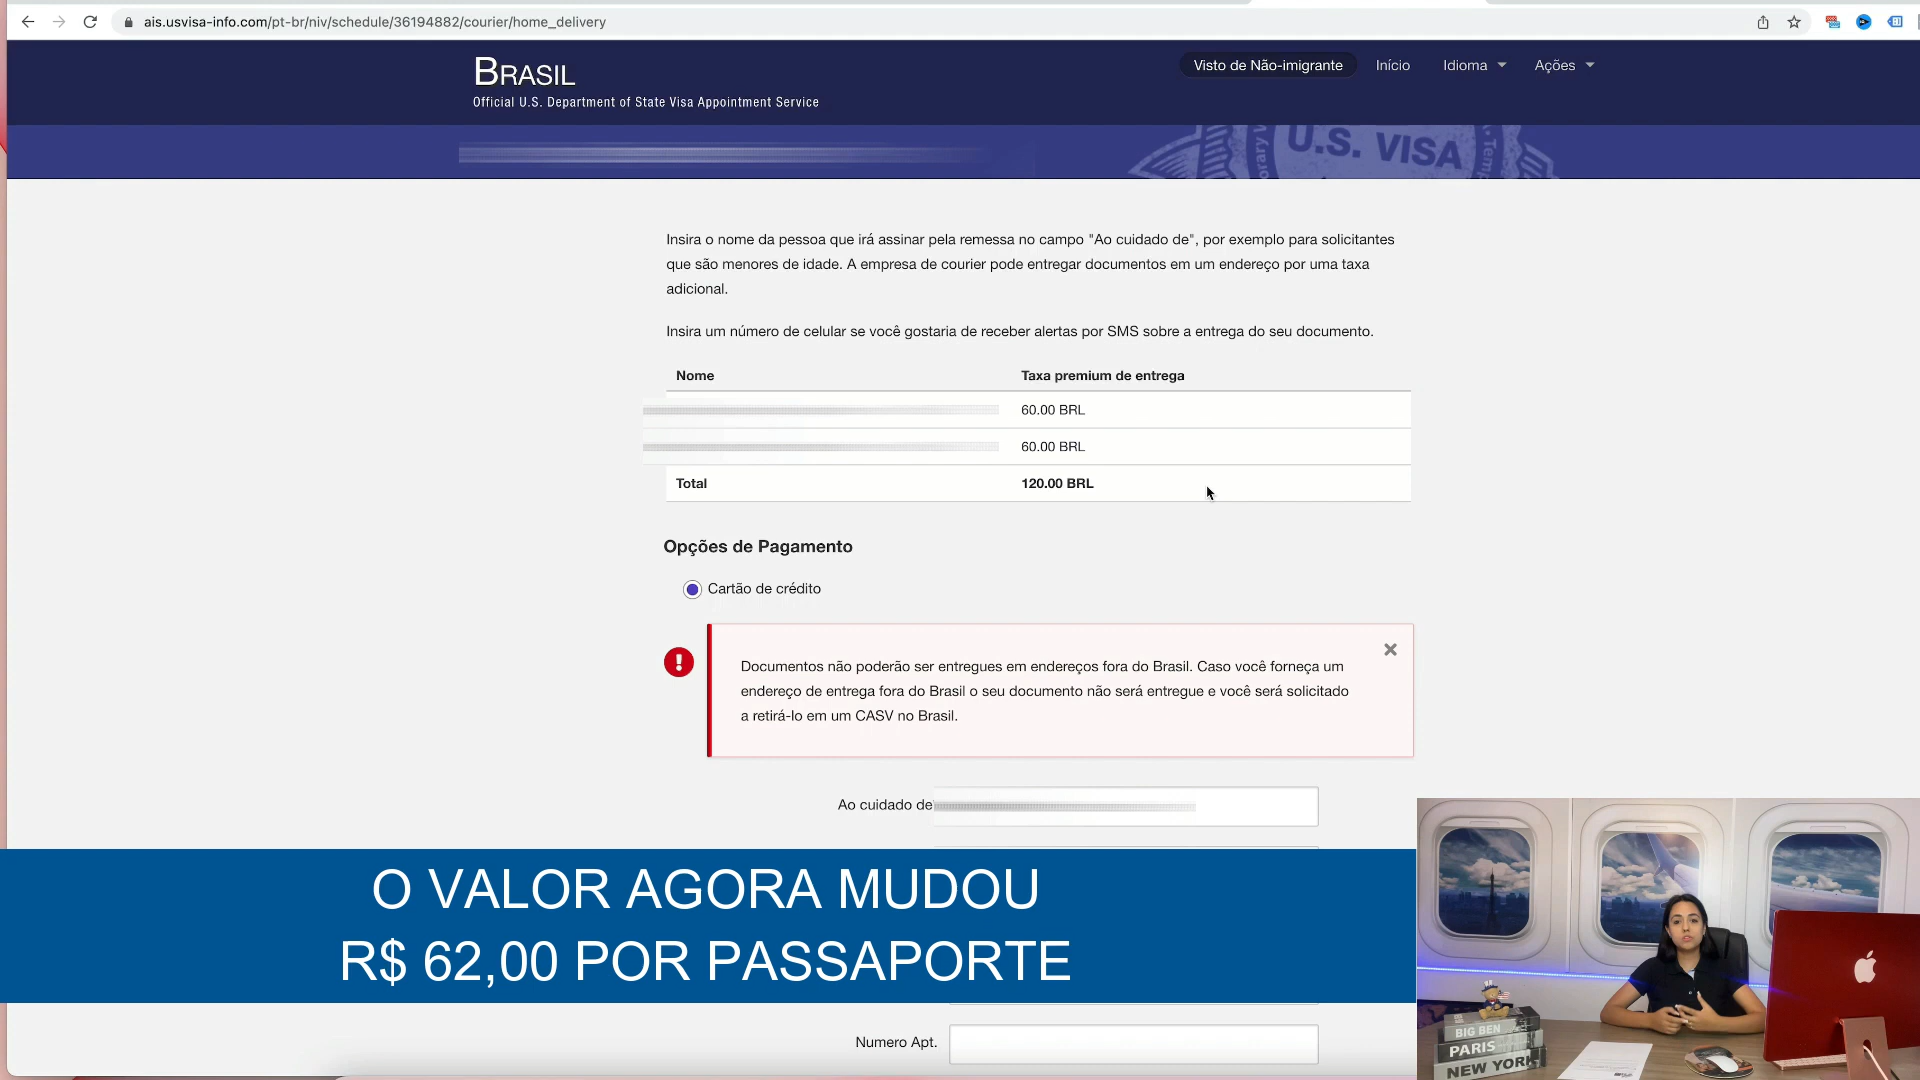 ais.usvisa-info.com/pt-br/niv/schedule/36194882/courier/home_delivery
BRASIL
Official U.S. Department of State Visa Appointment Service
Visto de Não-imigrante
Início
Idioma
Ações
U.S. VISA
Insira o nome da pessoa que irá assinar pela remessa no campo "Ao cuidado de", por exemplo para solicitantes
que são menores de idade. A empresa de courier pode entregar documentos em um endereço por uma taxa
adicional.
Insira um número de celular se você gostaria de receber alertas por SMS sobre a entrega do seu documento.
Nome Taxa premium de entrega
60.00 BRL
60.00 BRL
Total 120.00 BRL
Opções de Pagamento
Cartão de crédito
Documentos não poderão ser entregues em endereços fora do Brasil. Caso você forneça um
endereço de entrega fora do Brasil o seu documento não será entregue e você será solicitado
a retirá-lo em um CASV no Brasil.
Ao cuidado de
O VALOR AGORA MUDOU
R$ 62,00 POR PASSAPORTE
Numero Apt.
BIG BEN
PARIS
NEW YORK